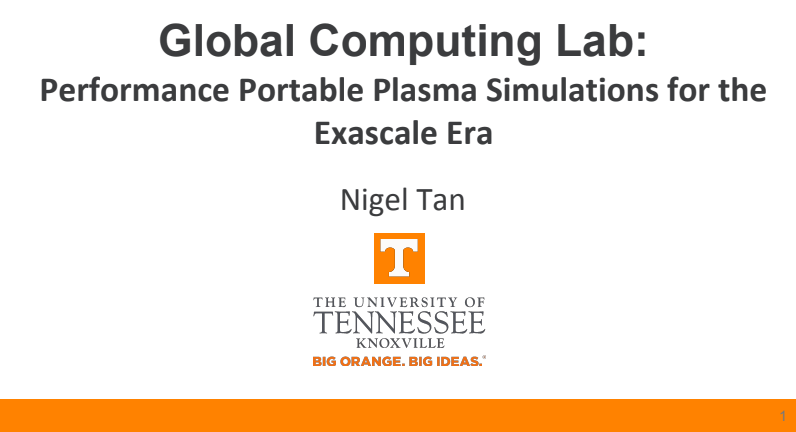 Global Computing Lab:
Performance Portable Plasma Simulations for the
Exascale Era
Nigel Tan
T
THE UNIVERSITY OF
TENNESSEE
KNOXVILLE
BIG ORANGE. BIG IDEAS.®
1